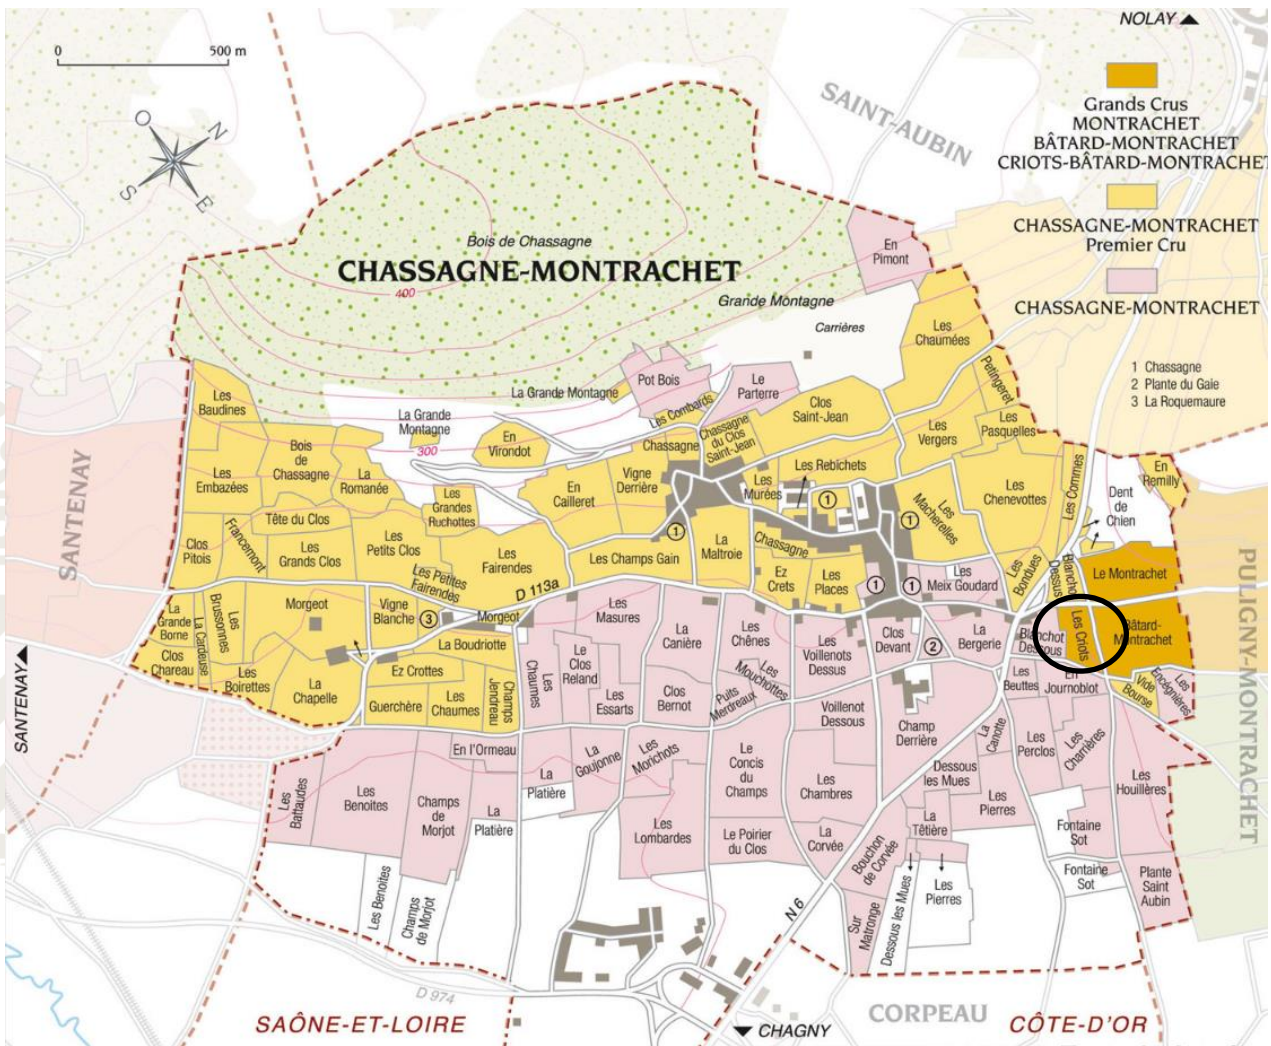 NOLAY
0
500 m
O
N
S
E
SAINT-AUBIN
Grands Crus
MONTRACHET
BÂTARD-MONTRACHET
CRIOTS-BÂTARD-MONTRACHET
CHASSAGNE-MONTRACHET
Premier Cru
CHASSAGNE-MONTRACHET
1 Chassagne
2 Plante du Gaie
3 La Roquemaure
Bois de Chassagne
CHASSAGNE-MONTRACHET
400
Grande Montagne
Carrières
En
Pimont
Les
Chaumées
Petingeret
Les
Pasquelles
Les
Vergers
Clos
Saint-Jean
Le
Parterre
Pot Bois
La Grande Montagne
Les Combards
La Grande
Montagne
300
En
Virondot
Chassagne
Chassagne
du Clos
Saint-Jean
Les
Baudines
Bois
de
Chassagne
Les
Embazées
La
Romanée
Les
Grandes
Ruchottes
En
Cailleret
Vigne
Derrière
Les
Murées
Les Rebichets
1
1
1
Les
Macherelles
Les
Chenevottes
Les Commes
Dent
de
Chien
En
Remilly
SANTENAY
Tête du Clos
Clos
Pitois
Francemont
Les
Grands Clos
Les
Petits Clos
Les Petites
Fairendes
Les
Fairendes
Les Champs Gain
La
Maltroie
Chassagne
Ez
Crets
Les
Places
1
1
Les
Meix Goudard
Les
Bondues
Blanchot
Dessus
Le Montrachet
PULIGNY-MONTRACHET
D 113a
La
Grande
Borne
La Cardeuse
Les
Brussonnes
Morgeot
Vigne
Blanche
3
Morgeot
La Boudriotte
Clos
Chareau
Les
Boirettes
La
Chapelle
Ez Crottes
Guerchère
Les
Chaumes
Champs
Jendreau
Les
Chaumes
Le
Clos
Reland
Les
Masures
Les
Essarts
La
Canière
Clos
Bernot
Les
Chênes
Les
Mouchottes
Puits
Merdreaux
Les
Voillenots
Dessus
Clos
Devant
2
La
Bergerie
Blanchot
Dessous
Les Criots
Bâtard-
Montrachet
Les
Encégnières
Vide
Bourse
En
Journoblot
Les
Beuttes
SANTENAY
En l'Ormeau
La
Goujonne
Les
Morichots
Voillenot
Dessous
Champ
Derrière
La
Canotte
Les
Perclos
Les
Charrières
Les
Houillères
Les
Battaudes
Les
Benoites
Champs
de Morjot
La
Platière
La
Platière
Les
Lombardes
Le
Concis
du
Champs
Les
Chambres
Dessous
les Mues
Les
Pierres
Le Poirier
du Clos
La
Corvée
Bouchon
de Corvée
La
Têtière
Fontaine
Sot
Fontaine
Sot
Plante
Saint
Aubin
Les Benoites
Champs
de Morjot
Sur
Matronge
Dessous les Mues
Les
Pierres
N 6
D 974
SAÔNE-ET-LOIRE
CHAGNY
CORPEAU
CÔTE-D'OR